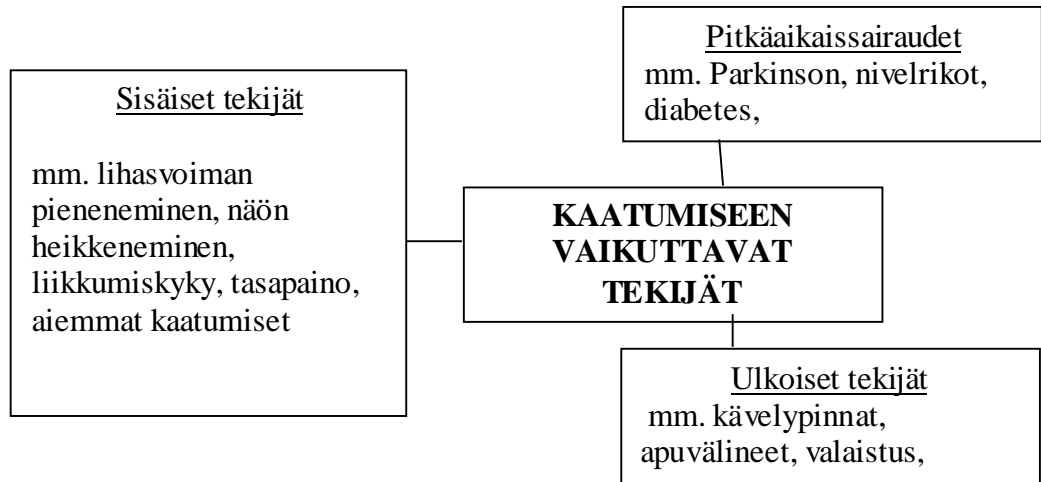 Pitkäaikaissairaudet
mm. Parkinson, nivelrikot,
diabetes,
Sisäiset tekijät
mm. lihasvoiman
pieneneminen, näön
heikkeneminen,
liikkumiskyky, tasapaino,
aiemmat kaatumiset
KAATUMISEEN
VAIKUTTAVAT
TEKIJÄT
Ulkoiset tekijät
mm. kävelypinnat,
apuvälineet, valaistus,